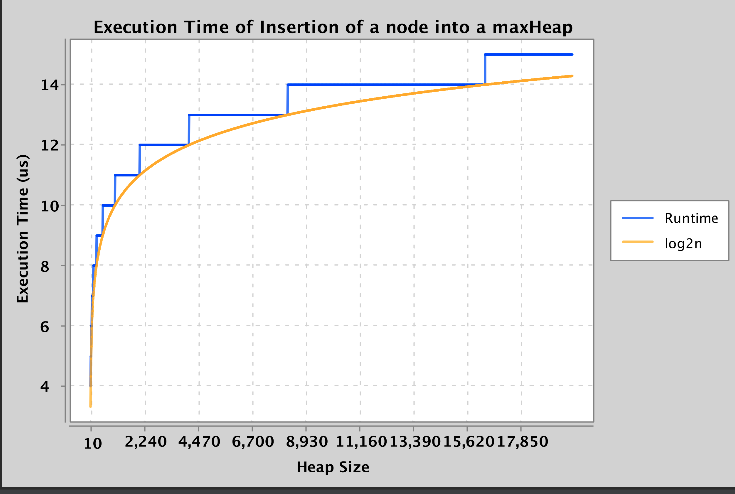 Execution Time of Insertion of a node into a maxHeap
Execution Time (us)
14
12
10
8
6
4
10 2,240 4,470 6,700 8,930 11,160 13,390 15,620 17,850
Heap Size
Runtime
log2n